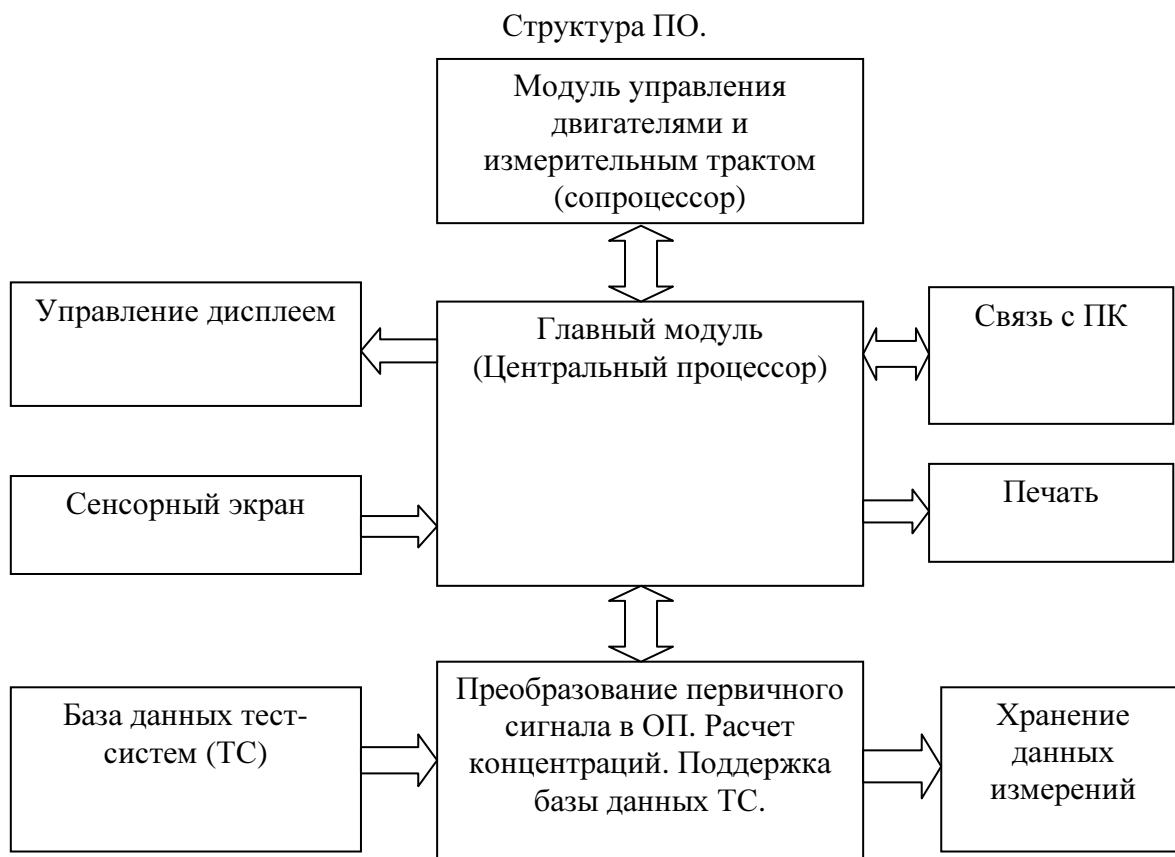 Структура ПО.
Модуль управления
двигателями и
измерительным трактом
(сопроцессор)
Управление дисплеем
Главный модуль
(Центральный процессор)
Связь с ПК
Сенсорный экран
Печать
База данных тест-
систем (ТС)
Преобразование первичного
сигнала в ОП. Расчет
концентраций. Поддержка
базы данных ТС.
Хранение
данных
измерений